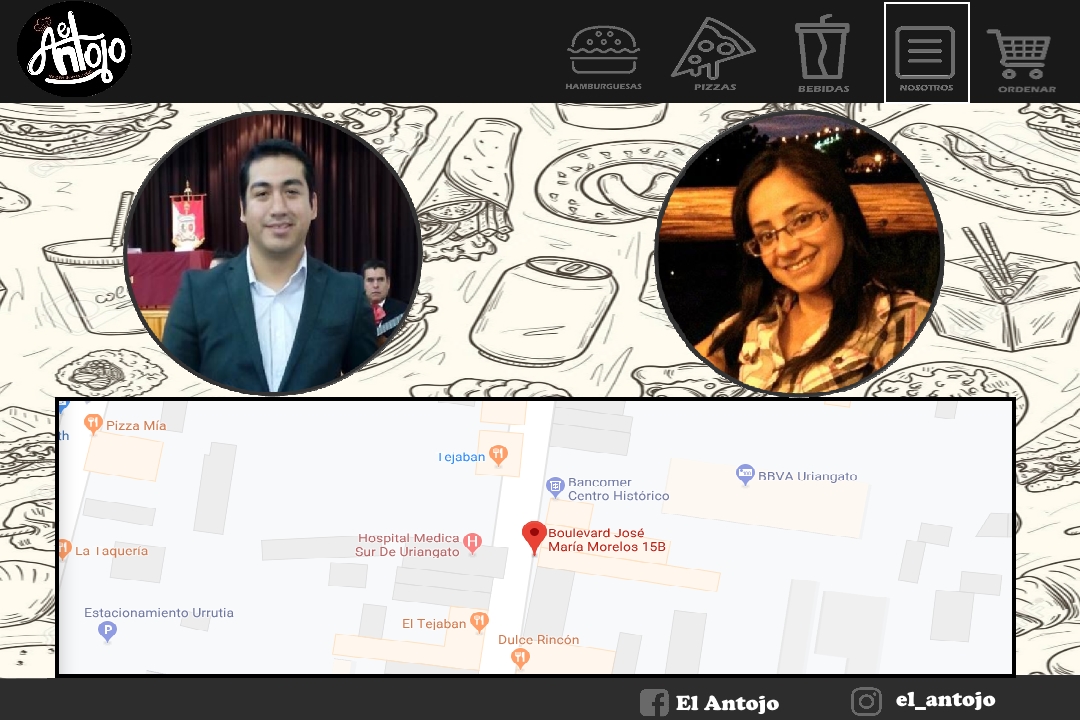 el
Antojo
HAMBURGUESAS
PIZZAS
BEBIDAS
NOSOTROS
ORDENAR
Pizza Mía
th
Tejaban
Bancomer
Centro Histórico
BBVA Uriangato
Hospital Medica
Sur De Uriangato
Boulevard José
María Morelos 15B
La Taquería
Estacionamiento Urrutia
P
El Tejaban
Dulce Rincón
El Antojo
el_antojo